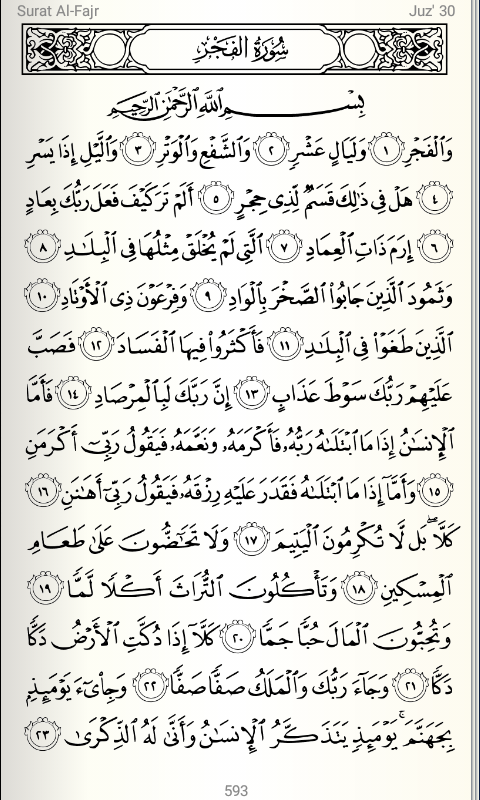 Surat Al-Fajr
Juz' 30
سُورَةُ الفَجْرِ
بِسْمِ ٱللَّهِ ٱلرَّحْمَٰنِ ٱلرَّحِيمِ
وَٱلْفَجْرِ ١ وَلَيَالٍ عَشْرٍ ٢ وَٱلشَّفْعِ وَٱلْوَتْرِ ٣ وَٱلَّيْلِ إِذَا يَسْرِ
٤ هَلْ فِى ذَٰلِكَ قَسَمٌ لِّذِى حِجْرٍ ٥ أَلَمْ تَرَ كَيْفَ فَعَلَ رَبُّكَ بِعَادٍ
٦ إِرَمَ ذَاتِ ٱلْعِمَادِ ٧ ٱلَّتِى لَمْ يُخْلَقْ مِثْلُهَا فِى ٱلْبِلَٰدِ ٨
وَثَمُودَ ٱلَّذِينَ جَابُوا۟ ٱلصَّخْرَ بِٱلْوَادِ ٩ وَفِرْعَوْنَ ذِى ٱلْأَوْتَادِ ١٠
ٱلَّذِينَ طَغَوْا۟ فِى ٱلْبِلَٰدِ ١١ فَأَكْثَرُوا۟ فِيهَا ٱلْفَسَادَ ١٢ فَصَبَّ
عَلَيْهِمْ رَبُّكَ سَوْطَ عَذَابٍ ١٣ إِنَّ رَبَّكَ لَبِٱلْمِرْصَادِ ١٤ فَأَمَّا
ٱلْإِنسَٰنُ إِذَا مَا ٱبْتَلَىٰهُ رَبُّهُۥ فَأَكْرَمَهُۥ وَنَعَّمَهُۥ فَيَقُولُ رَبِّىٓ أَكْرَمَنِ
١٥ وَأَمَّآ إِذَا مَا ٱبْتَلَىٰهُ فَقَدَرَ عَلَيْهِ رِزْقَهُۥ فَيَقُولُ رَبِّىٓ أَهَٰنَنِ ١٦
كَلَّا ۖ بَل لَّا تُكْرِمُونَ ٱلْيَتِيمَ ١٧ وَلَا تَحَٰٓضُّونَ عَلَىٰ طَعَامِ
ٱلْمِسْكِينِ ١٨ وَتَأْكُلُونَ ٱلتُّرَاثَ أَكْلًا لَّمًّا ١٩
وَتُحِبُّونَ ٱلْمَالَ حُبًّا جَمًّا ٢٠ كَلَّآ إِذَا دُكَّتِ ٱلْأَرْضُ دَكًّا
دَكًّا ٢١ وَجَآءَ رَبُّكَ وَٱلْمَلَكُ صَفًّا صَفًّا ٢٢ وَجِا۟ىٓءَ يَوْمَئِذٍۭ
بِجَهَنَّمَ ۚ يَوْمَئِذٍ يَتَذَكَّرُ ٱلْإِنسَٰنُ وَأَنَّىٰ لَهُ ٱلذِّكْرَىٰ ٢٣
593